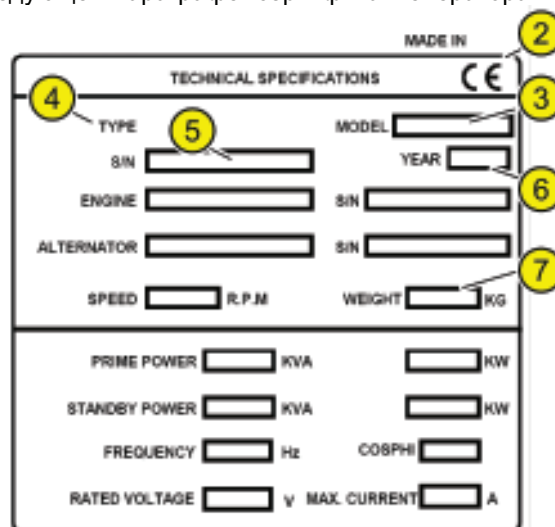 MADE IN 2
TECHNICAL SPECIFICATIONS CE
4 TYPE 5 MODEL 3
S/N YEAR 6
ENGINE S/N
ALTERNATOR S/N
SPEED R.P.M WEIGHT KG 7
PRIME POWER KVA KW
STANDBY POWER KVA KW
FREQUENCY Hz COSPHI
RATED VOLTAGE V MAX. CURRENT A